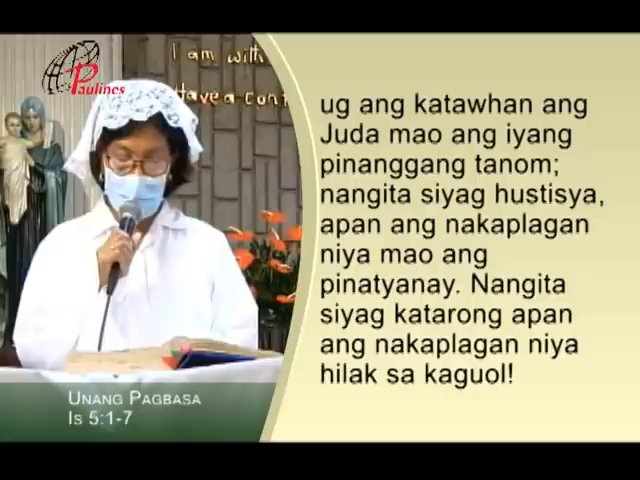 Paulines
I am with
Have a cont
ug ang katawhan ang
Juda mao ang iyang
pinanggang tanom;
nangita siyag hustisya,
apan ang nakaplagan
niya mao ang
pinatyanay. Nangita
siyag katarong apan
ang nakaplagan niya
hilak sa kaguol!
UNANG PAGBASA
IS 5:1-7